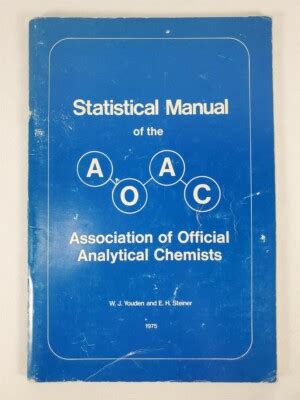 Statistical Manual
of the
A O A C
Association of Official
Analytical Chemists
W. J. Youden and E. H. Steiner
1975